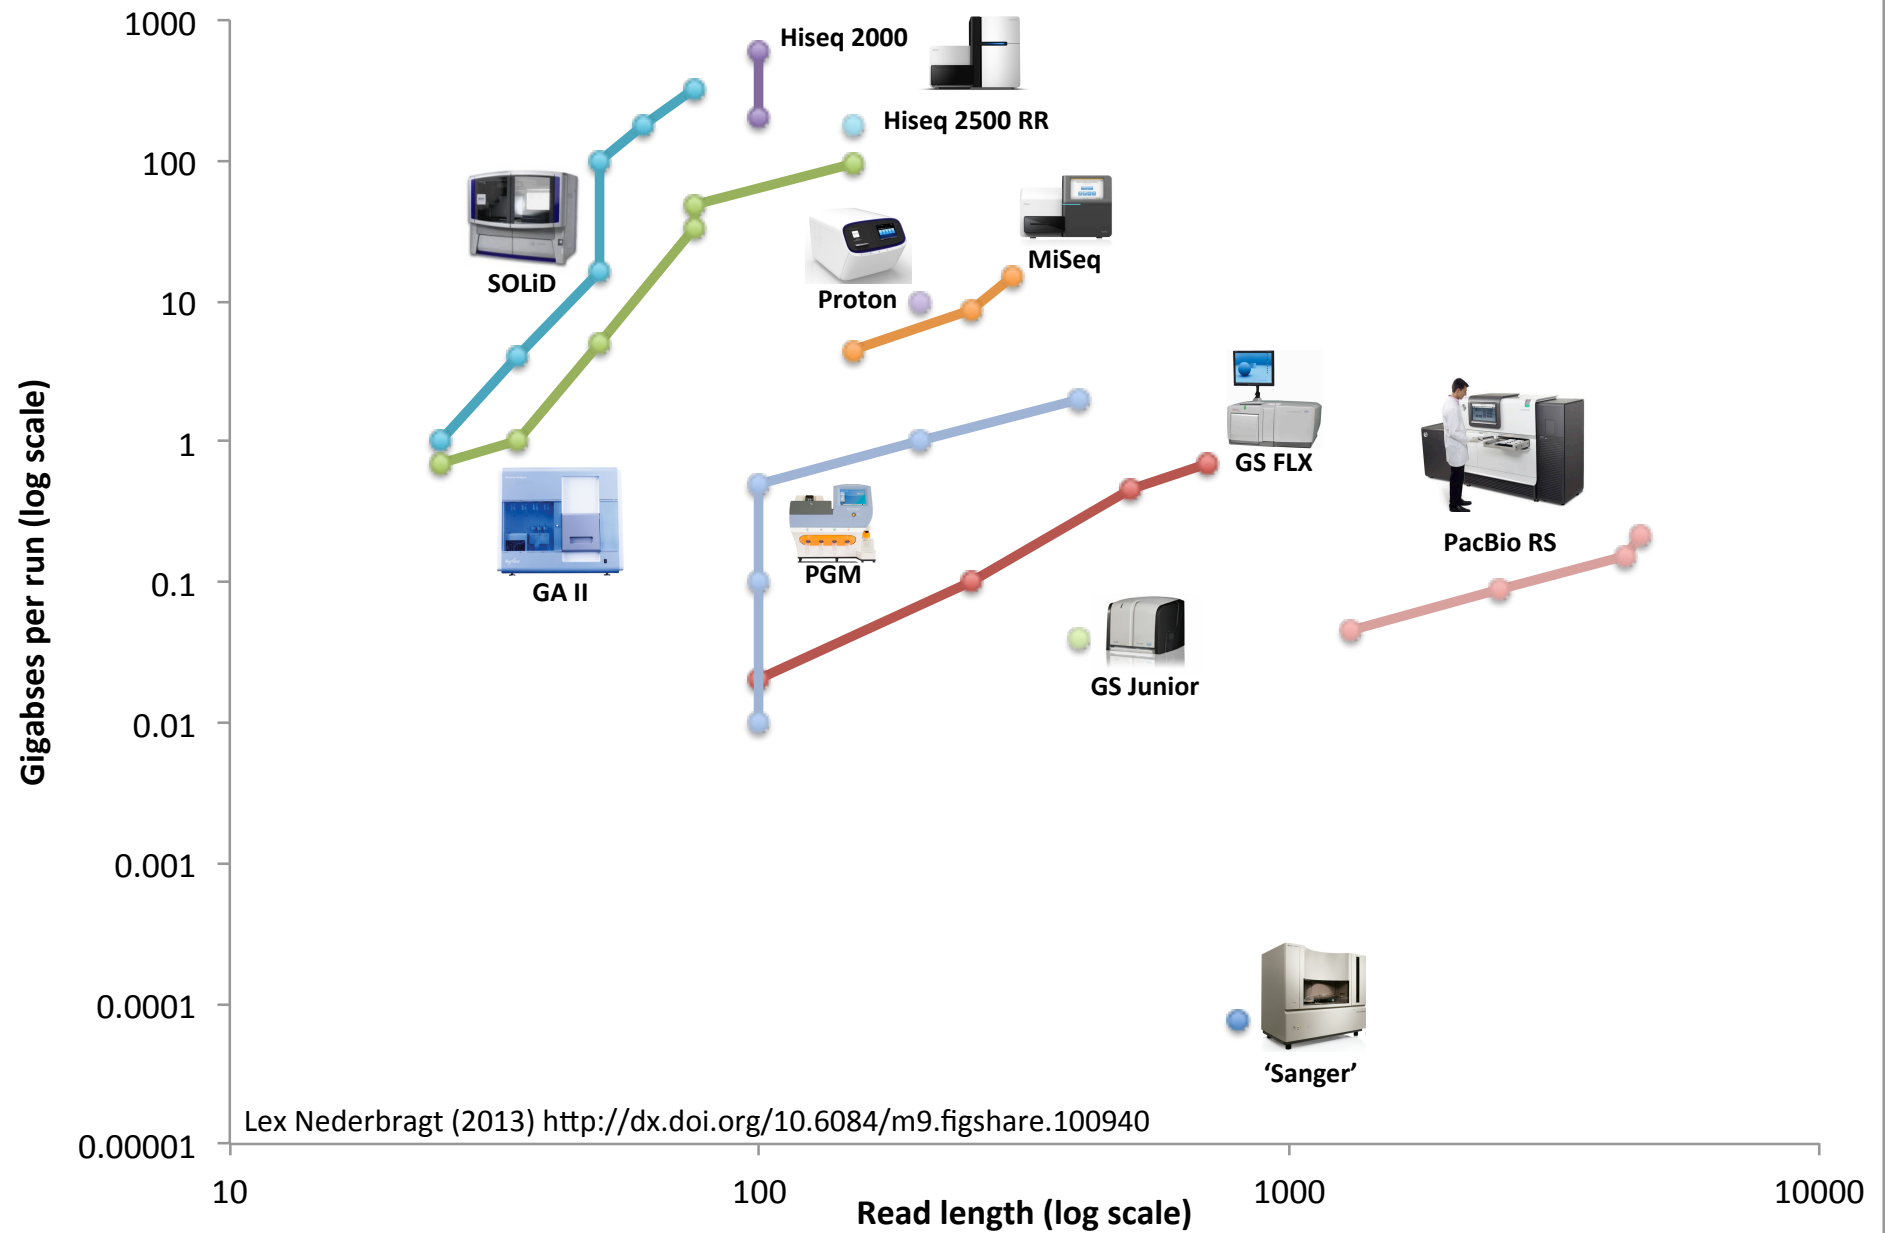 1000
Hiseq 2000
Hiseq 2500 RR
100
MiSeq
SOLiD
Proton
10
1
GS FLX
PacBio RS
PGM
0.1
GA II
GS Junior
0.01
0.001
0.0001
‘Sanger’
Lex Nederbragt (2013) http://dx.doi.org/10.6084/m9.figshare.100940
0.00001
10
100
1000
10000
Read length (log scale)
Gigabses per run (log scale)